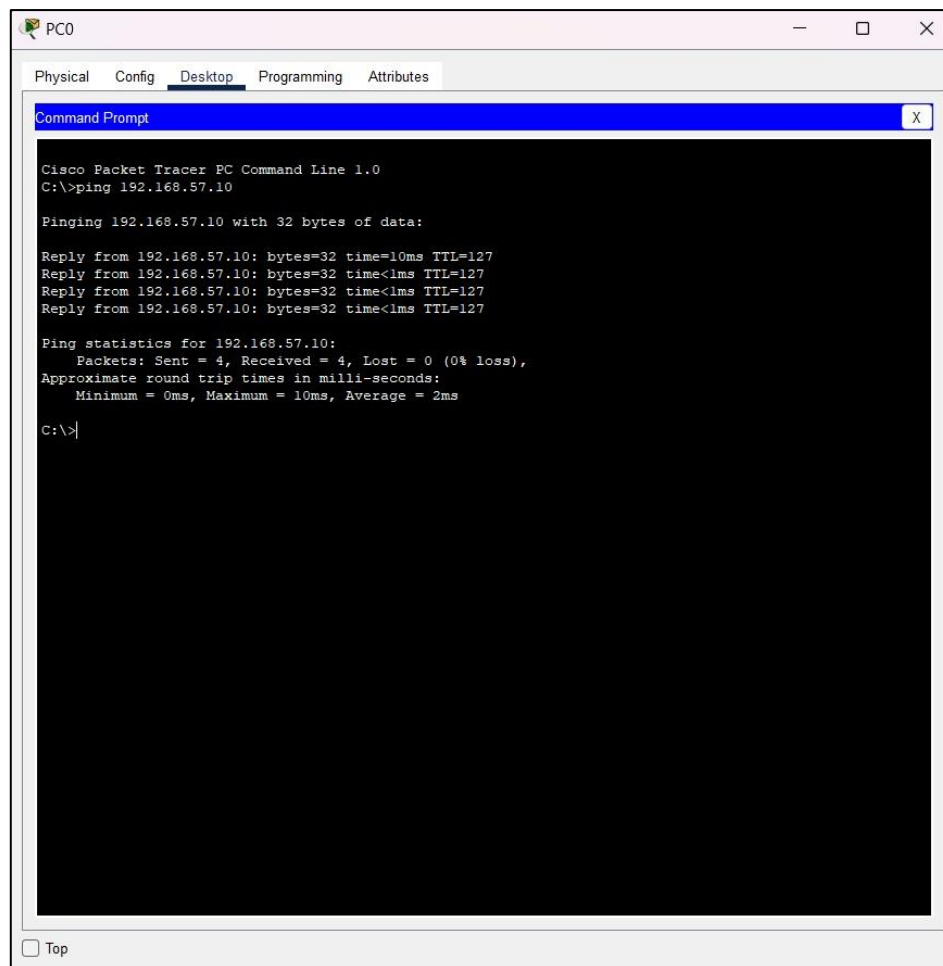 PC0
Physical Config Desktop Programming Attributes
Command Prompt X
Cisco Packet Tracer PC Command Line 1.0
C:\>ping 192.168.57.10
Pinging 192.168.57.10 with 32 bytes of data:
Reply from 192.168.57.10: bytes=32 time=10ms TTL=127
Reply from 192.168.57.10: bytes=32 time<1ms TTL=127
Reply from 192.168.57.10: bytes=32 time<1ms TTL=127
Reply from 192.168.57.10: bytes=32 time<1ms TTL=127
Ping statistics for 192.168.57.10:
Packets: Sent = 4, Received = 4, Lost = 0 (0% loss),
Approximate round trip times in milli-seconds:
Minimum = 0ms, Maximum = 10ms, Average = 2ms
C:\>
Top